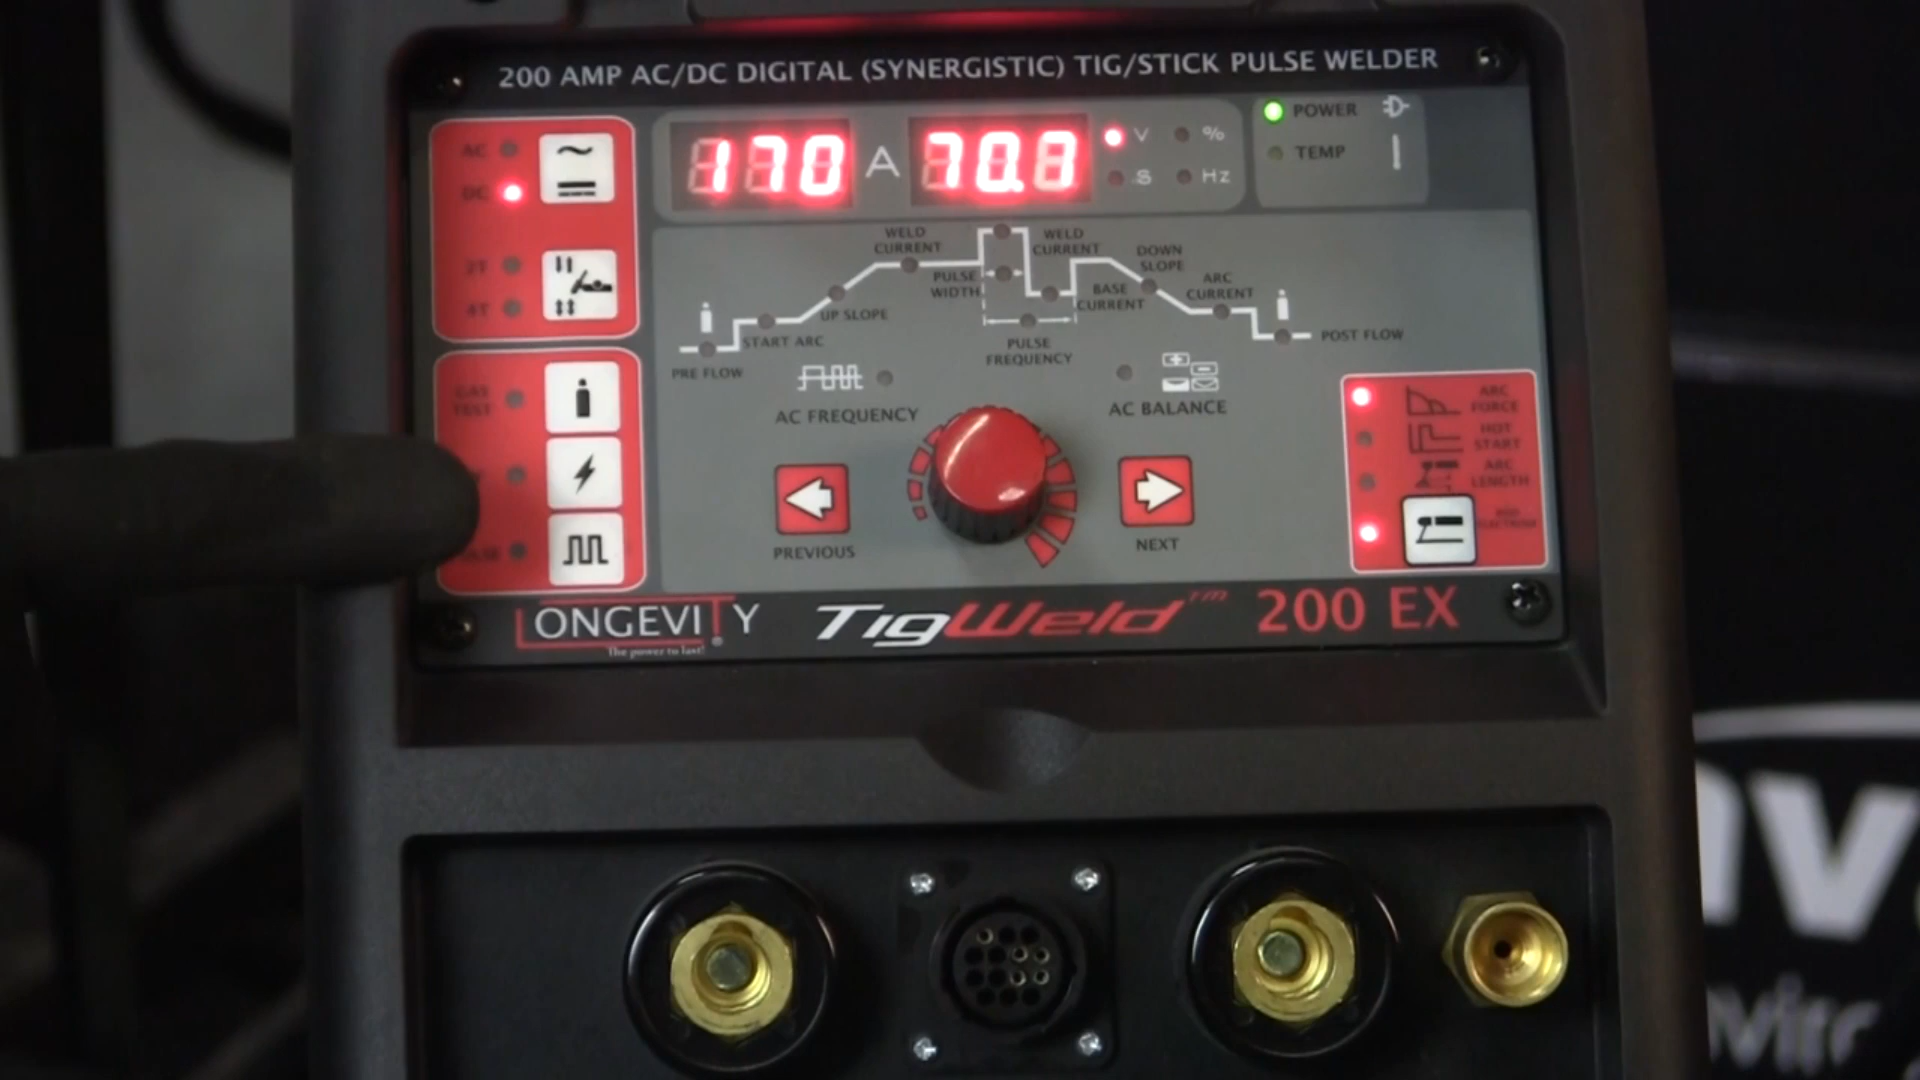 200 AMP AC/DC DIGITAL (SYNERGISTIC) TIG/STICK PULSE WELDER
AC
DC
2T
4T
170 A 70.7
V %
S Hz
POWER
TEMP
WELD
CURRENT
PULSE
WIDTH
WELD
CURRENT
DOWN
SLOPE
ARC
CURRENT
BASE
CURRENT
UP SLOPE
START ARC
PRE FLOW
PULSE
FREQUENCY
POST FLOW
AC FREQUENCY
AC BALANCE
GAS
TEST
PREVIOUS
NEXT
ARC
FORCE
HOT
START
ARC
LENGTH
LONGEVITY®
The power to last!
TigWeld™ 200 EX